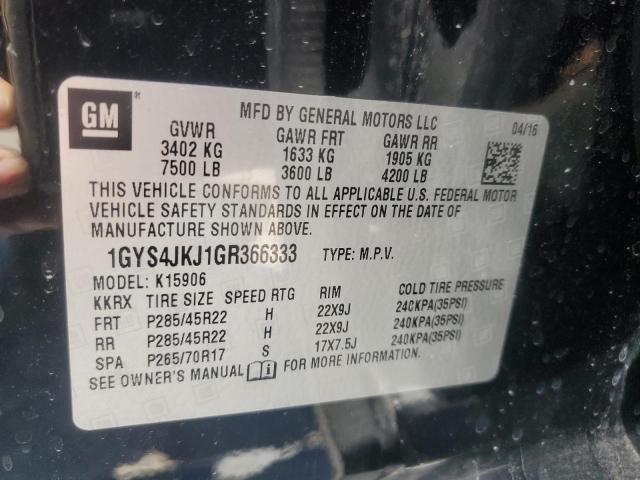 GM
MFD BY GENERAL MOTORS LLC 04/16
GVWR GAWR FRT GAWR RR
3402 KG 1633 KG 1905 KG
7500 LB 3600 LB 4200 LB
THIS VEHICLE CONFORMS TO ALL APPLICABLE U.S. FEDERAL MOTOR
VEHICLE SAFETY STANDARDS IN EFFECT ON THE DATE OF
MANUFACTURE SHOWN ABOVE.
1GYS4JKJ1GR366333 TYPE: M.P.V.
MODEL: K15906
KKRX TIRE SIZE SPEED RTG RIM COLD TIRE PRESSURE
FRT P285/45R22 H 22X9J 240KPA(35PSI)
RR P285/45R22 H 22X9J 240KPA(35PSI)
SPA P265/70R17 S 17X7.5J 240KPA(35PSI)
SEE OWNER'S MANUAL FOR MORE INFORMATION.